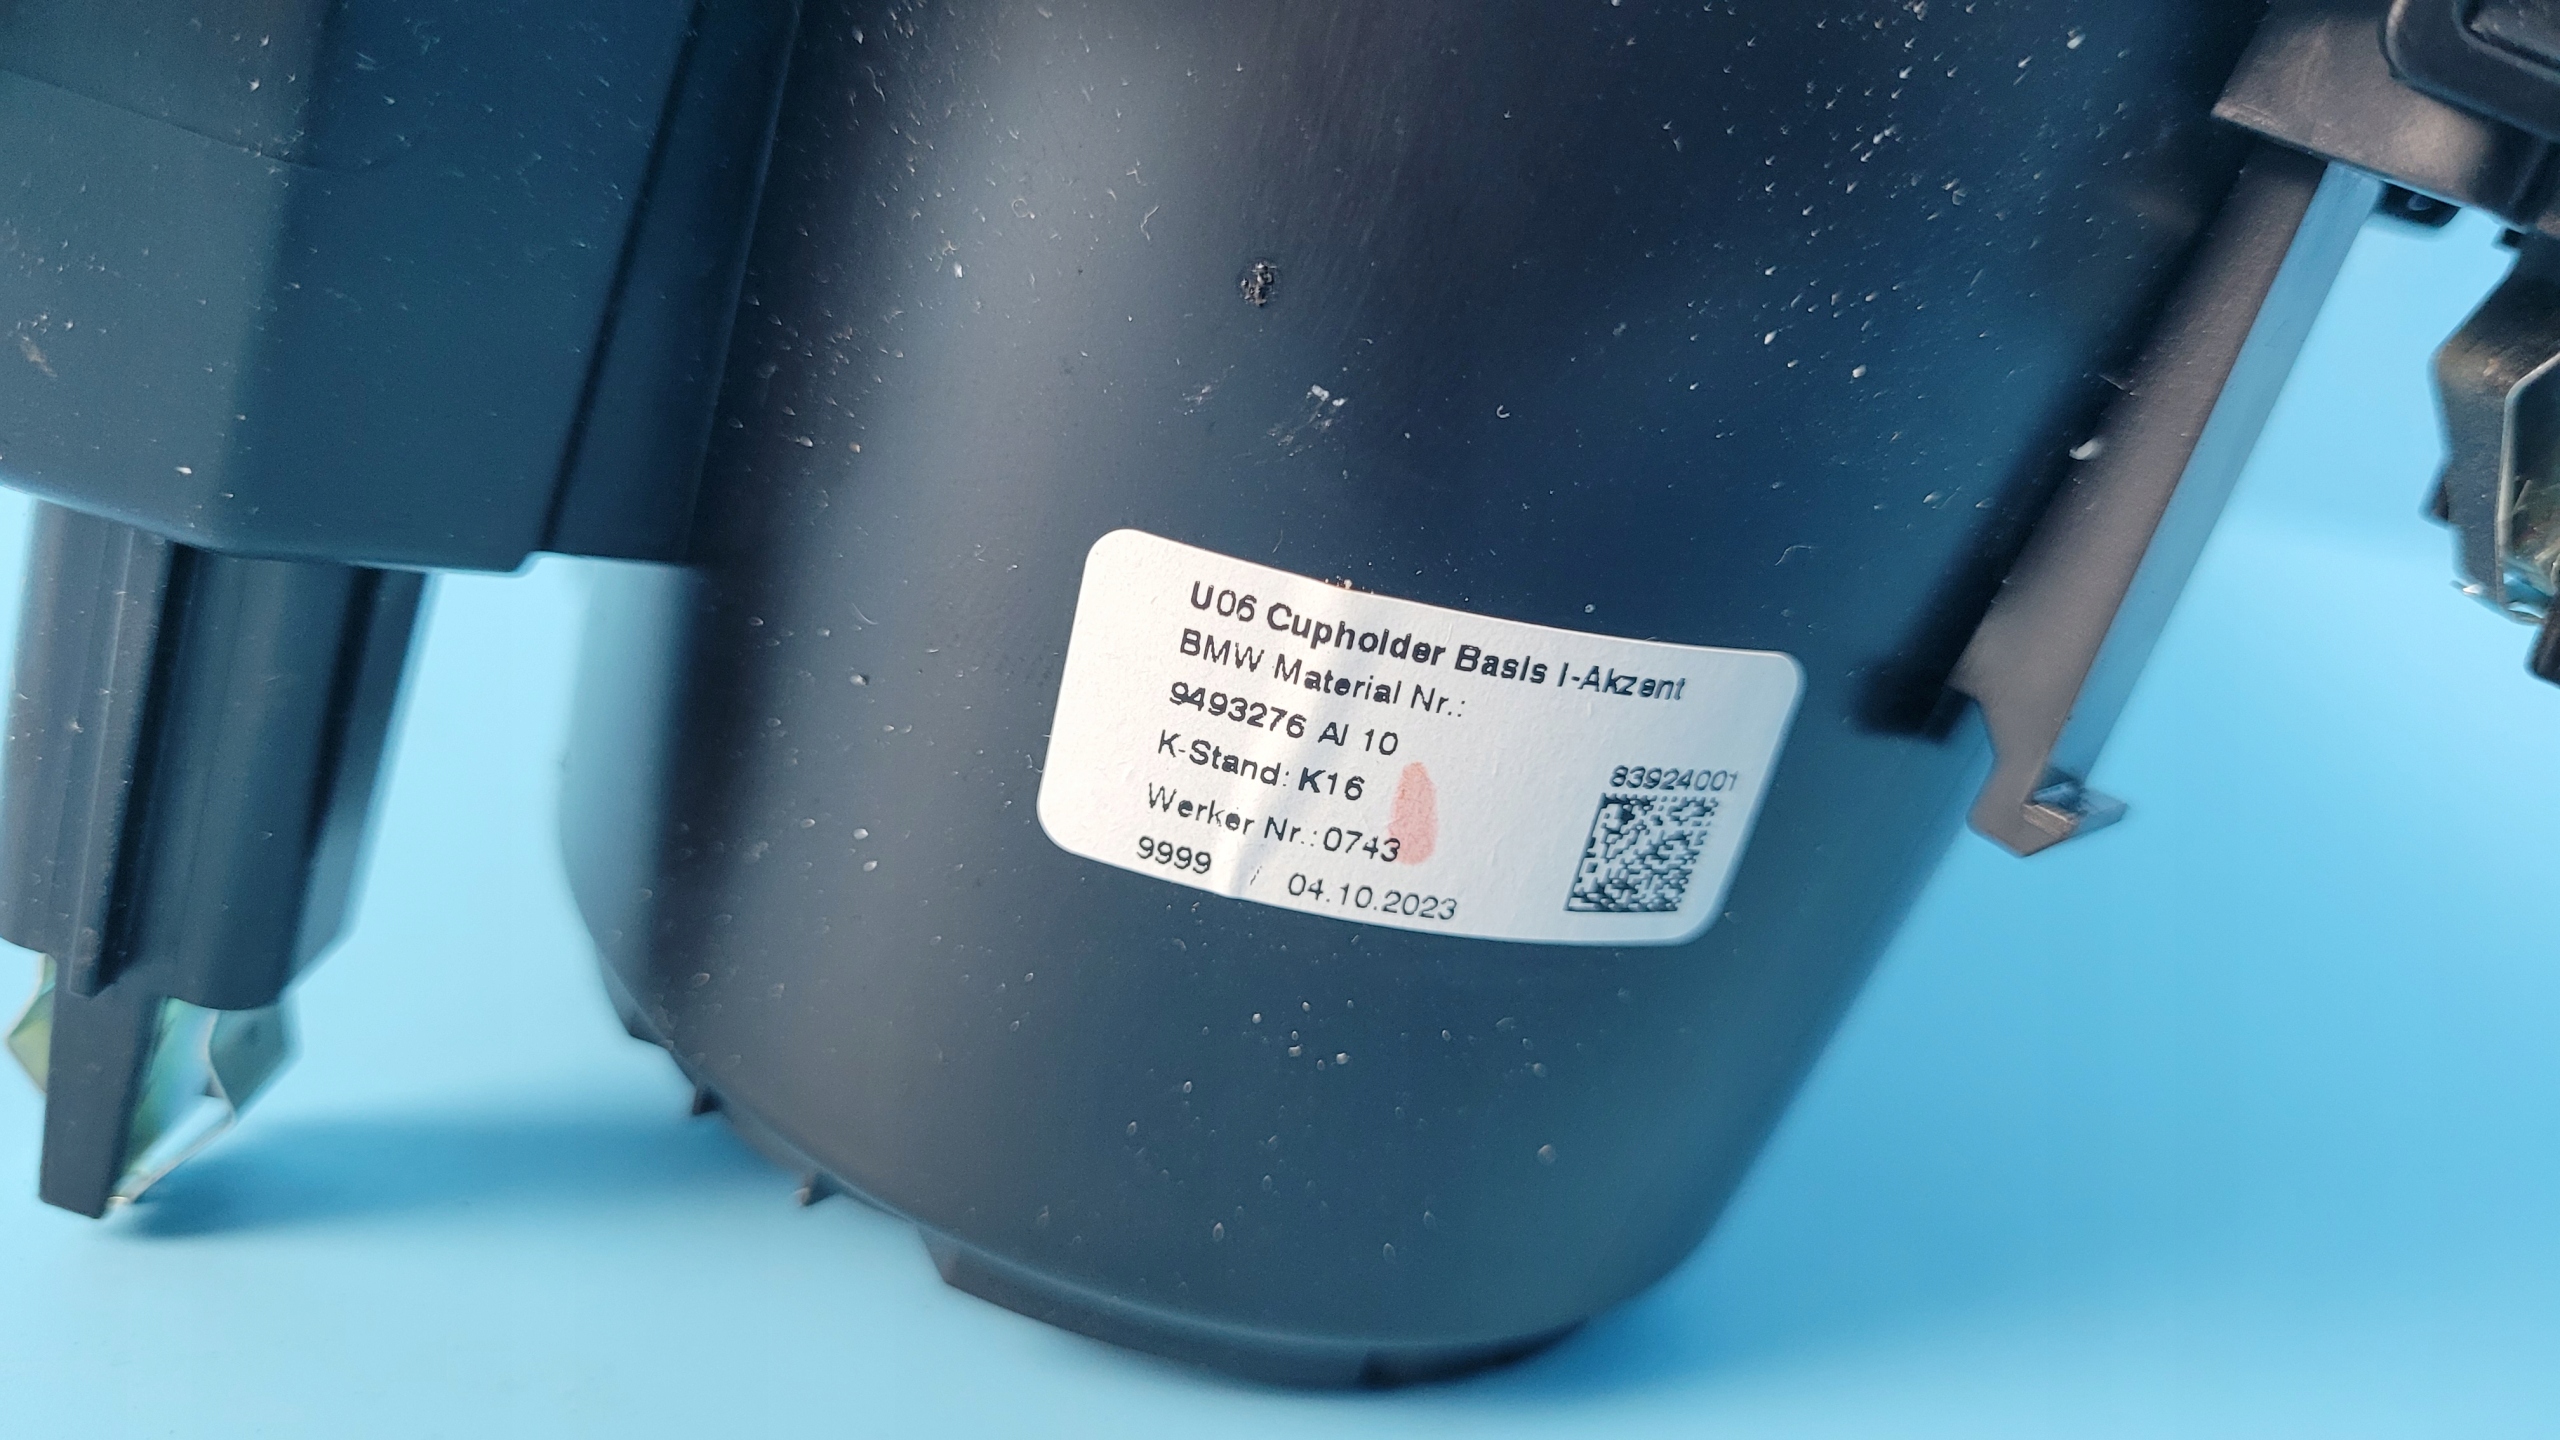 U06 Cupholder Basis I-Akzent
BMW Material Nr.:
9493276 AI 10
K-Stand: K16
Werker Nr.: 0743
9999 / 04.10.2023
83924001